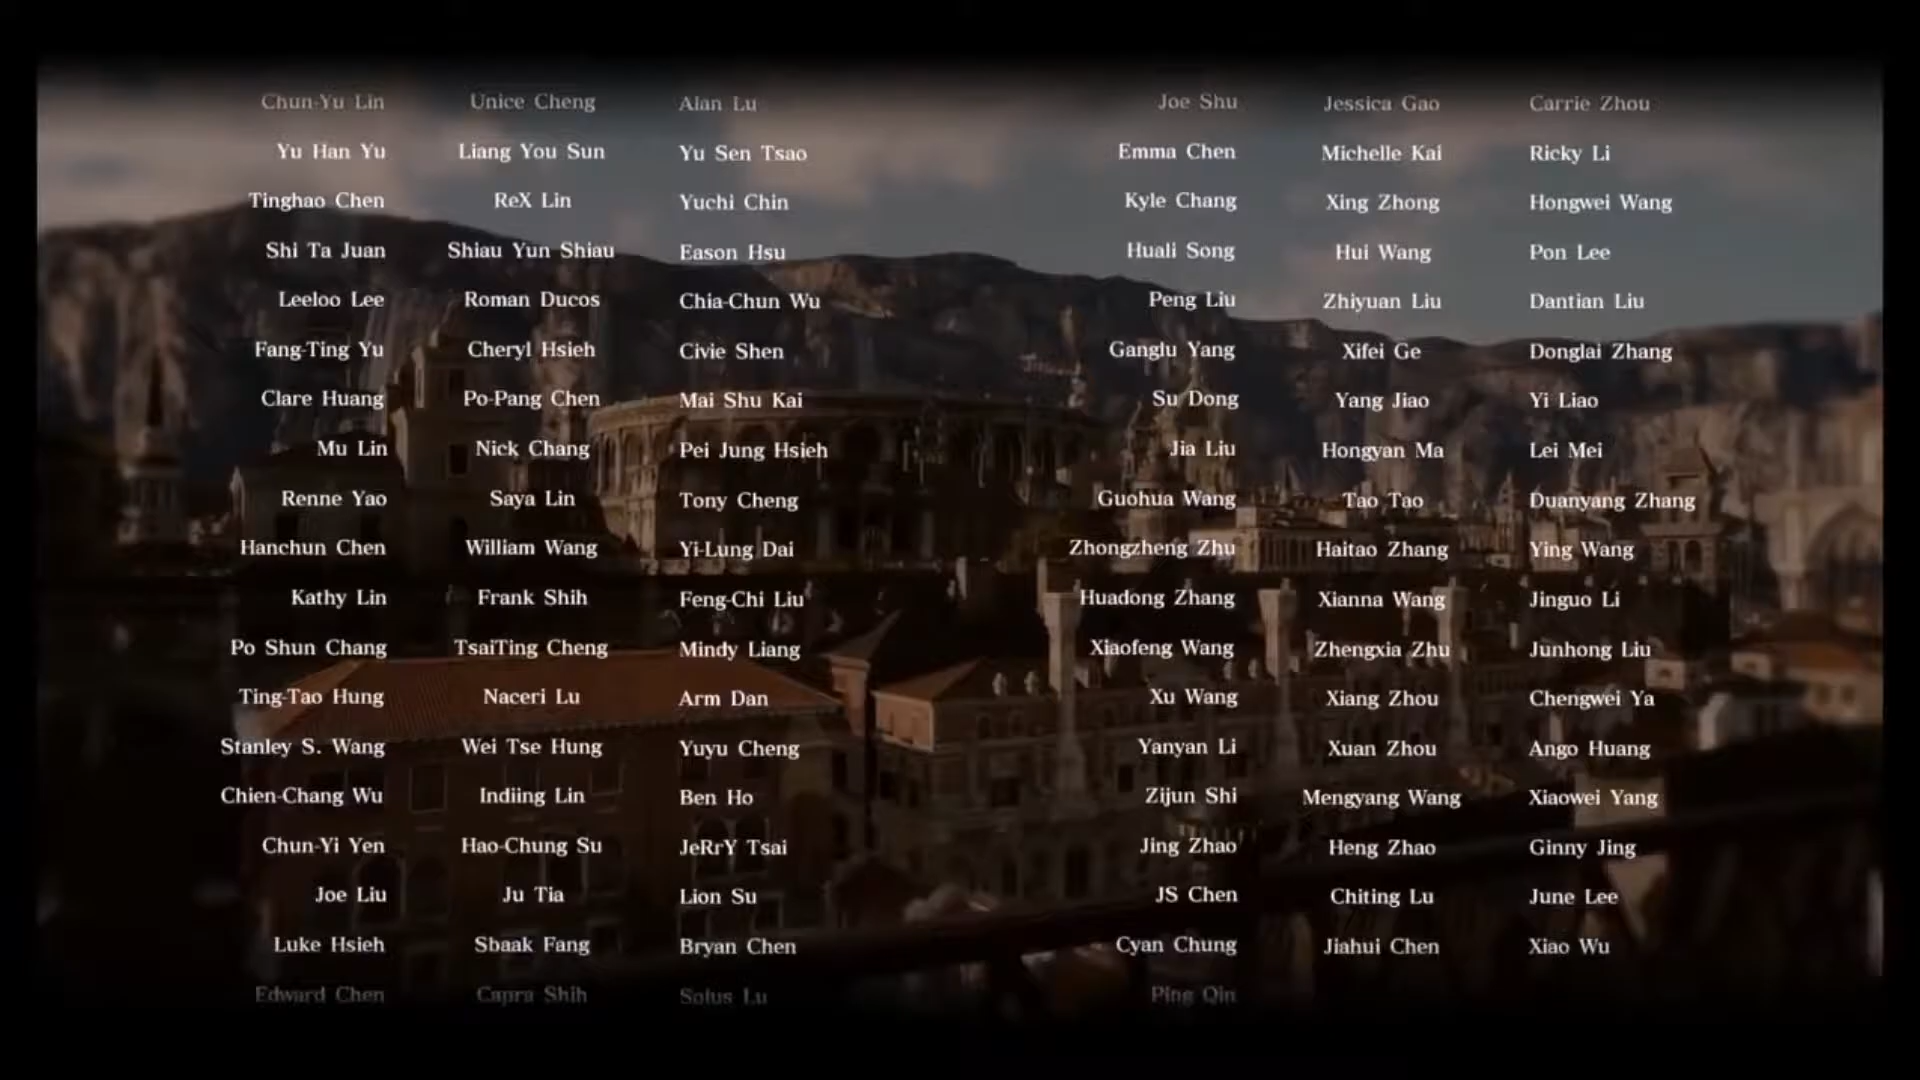 Chun-Yu Lin Unice Cheng Alan Lu Joe Shu Jessica Gao Carrie Zhou
Yu Han Yu Liang You Sun Yu Sen Tsao Emma Chen Michelle Kai Ricky Li
Tinghao Chen ReX Lin Yuchi Chin Kyle Chang Xing Zhong Hongwei Wang
Shi Ta Juan Shiau Yun Shiau Eason Hsu Huali Song Hui Wang Pon Lee
Leeloo Lee Roman Ducos Chia-Chun Wu Peng Liu Zhiyuan Liu Dantian Liu
Fang-Ting Yu Cheryl Hsieh Civie Shen Ganglu Yang Xifei Ge Donglai Zhang
Clare Huang Po-Pang Chen Mai Shu Kai Su Dong Yang Jiao Yi Liao
Mu Lin Nick Chang Pei Jung Hsieh Jia Liu Hongyan Ma Lei Mei
Renne Yao Saya Lin Tony Cheng Guohua Wang Tao Tao Duanyang Zhang
Hanchun Chen William Wang Yi-Lung Dai Zhongzheng Zhu Haitao Zhang Ying Wang
Kathy Lin Frank Shih Feng-Chi Liu Huadong Zhang Xianna Wang Jinguo Li
Po Shun Chang TsaiTing Cheng Mindy Liang Xiaofeng Wang Zhengxia Zhu Junhong Liu
Ting-Tao Hung Naceri Lu Arm Dan Xu Wang Xiang Zhou Chengwei Ya
Stanley S. Wang Wei Tse Hung Yuyu Cheng Yanyan Li Xuan Zhou Ango Huang
Chien-Chang Wu Indiing Lin Ben Ho Zijun Shi Mengyang Wang Xiaowei Yang
Chun-Yi Yen Hao-Chung Su JeRrY Tsai Jing Zhao Heng Zhao Ginny Jing
Joe Liu Ju Tia Lion Su JS Chen Chiting Lu June Lee
Luke Hsieh Sbaak Fang Bryan Chen Cyan Chung Jiahui Chen Xiao Wu
Edward Chen Capra Shih Solus Lu Ping Qin